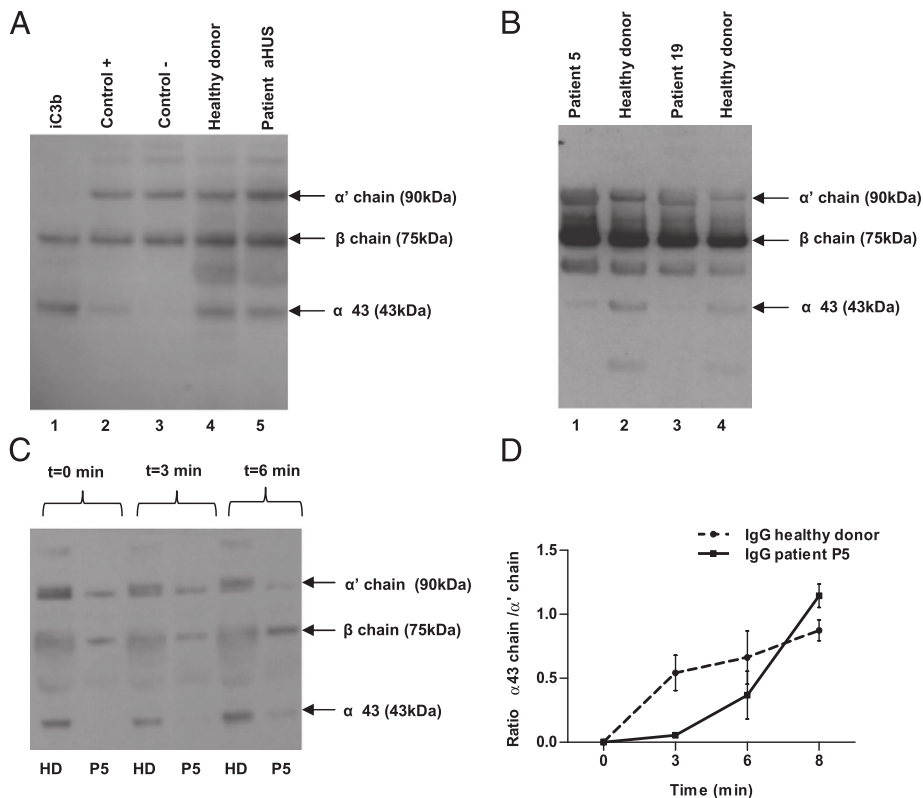 A
iC3b
Control +
Control -
Healthy donor
Patient aHUS
α’ chain (90kDa)
β chain (75kDa)
α 43 (43kDa)
1 2 3 4 5
B
Patient 5
Healthy donor
Patient 19
Healthy donor
α’ chain (90kDa)
β chain (75kDa)
α 43 (43kDa)
1 2 3 4
C
t=0 min t=3 min t=6 min
α’ chain (90kDa)
β chain (75kDa)
α 43 (43kDa)
HD P5 HD P5 HD P5
D
IgG healthy donor
IgG patient P5
Ratio α43 chain /α' chain
1.5
1.0
0.5
0.0
0 3 6 8
Time (min)